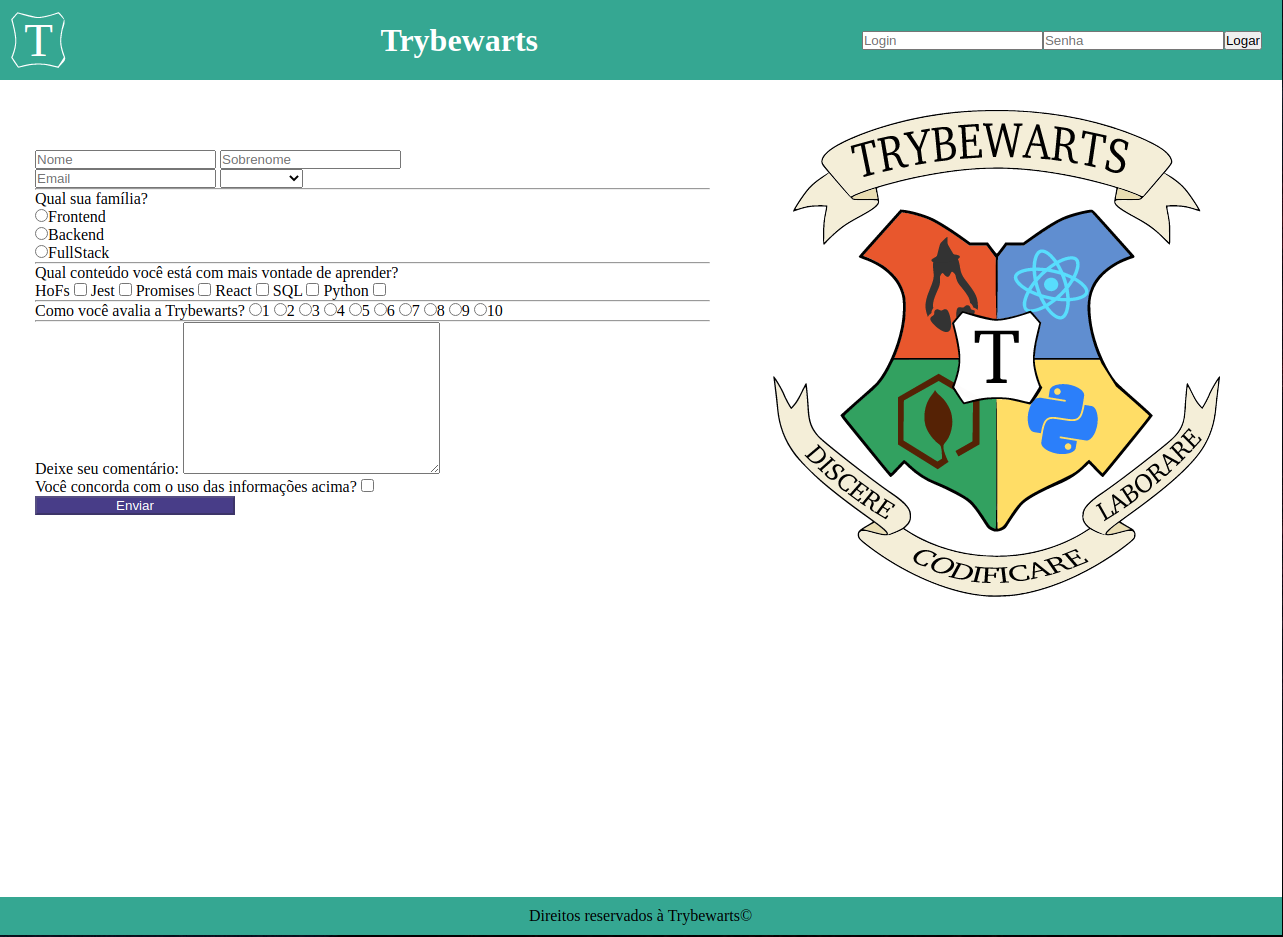 T
Trybewarts
Login
Senha
Logar
Nome
Sobrenome
Email
Qual sua família?
Frontend
Backend
FullStack
Qual conteúdo você está com mais vontade de aprender?
HoFs Jest Promises React SQL Python
Como você avalia a Trybewarts? 1 2 3 4 5 6 7 8 9 10
Deixe seu comentário:
Você concorda com o uso das informações acima?
Enviar
TRYBEWARTS
T
DISCERE
CODIFICARE
LABORARE
Direitos reservados à Trybewarts©